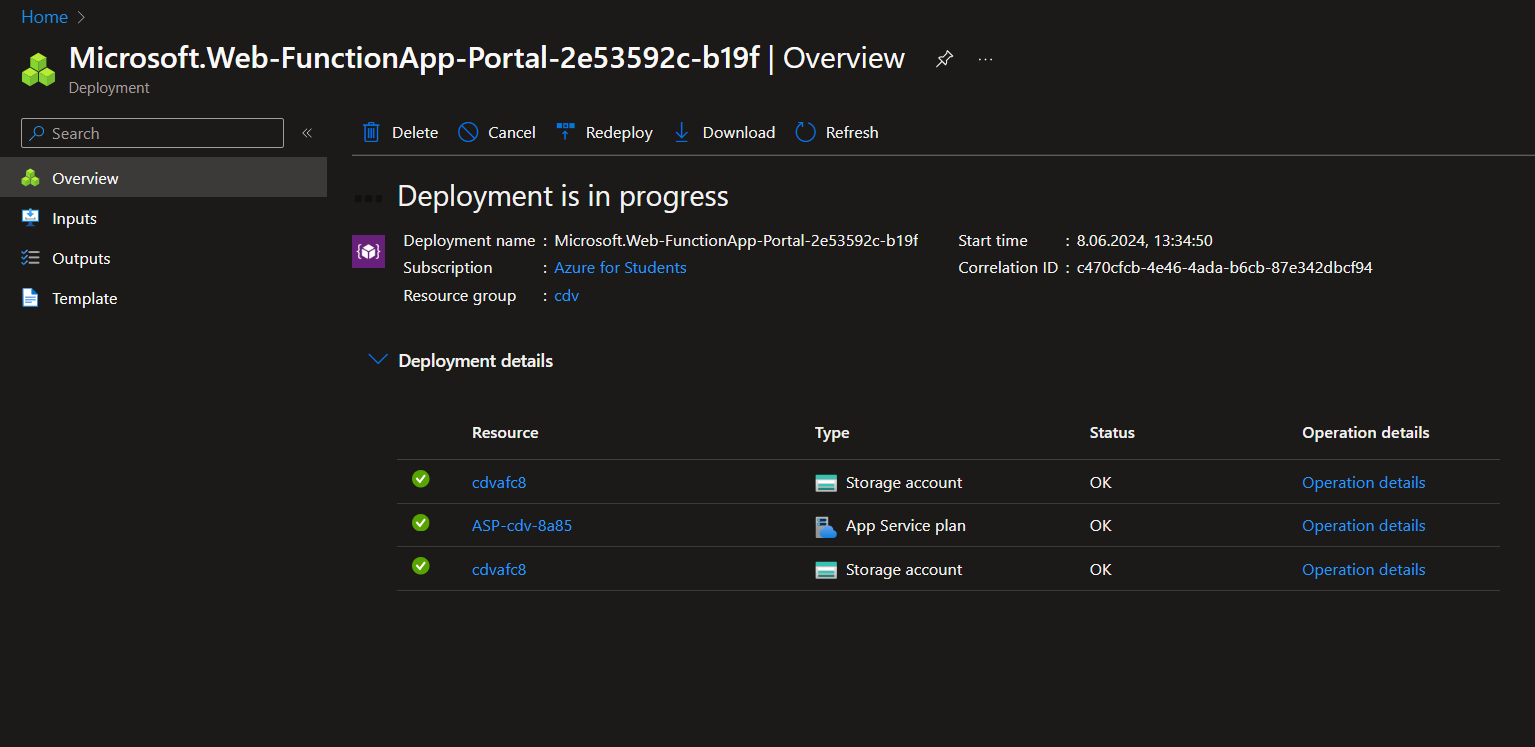 Home
Microsoft.Web-FunctionApp-Portal-2e53592c-b19f | Overview
Deployment
Search
Overview
Inputs
Outputs
Template
Delete Cancel Redeploy Download Refresh
Deployment is in progress
Deployment name : Microsoft.Web-FunctionApp-Portal-2e53592c-b19f Start time : 8.06.2024, 13:34:50
Subscription : Azure for Students Correlation ID : c470cfcb-4e46-4ada-b6cb-87e342dbcf94
Resource group : cdv
Deployment details
Resource Type Status Operation details
cdvafc8 Storage account OK Operation details
ASP-cdv-8a85 App Service plan OK Operation details
cdvafc8 Storage account OK Operation details